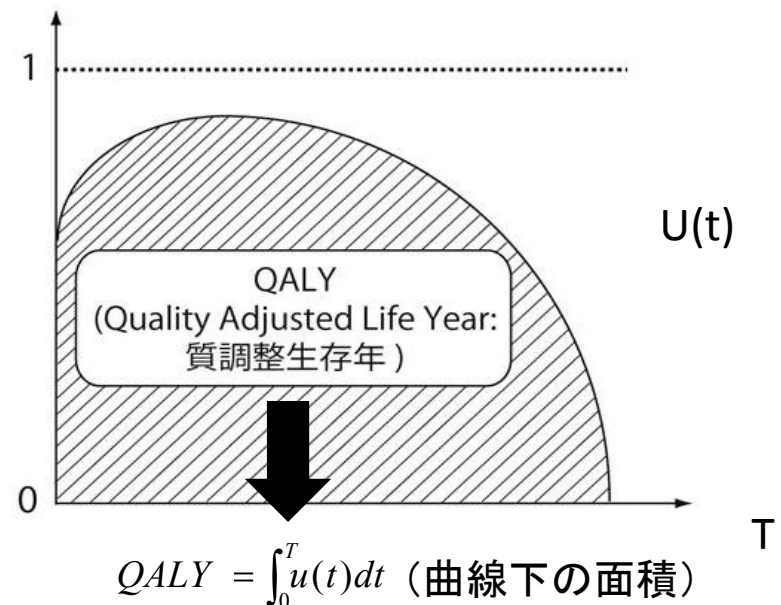 1
U(t)
QALY
(Quality Adjusted Life Year:
質調整生存年)
0
T
QALY = ∫₀ᵀ u(t)dt (曲線下の面積)